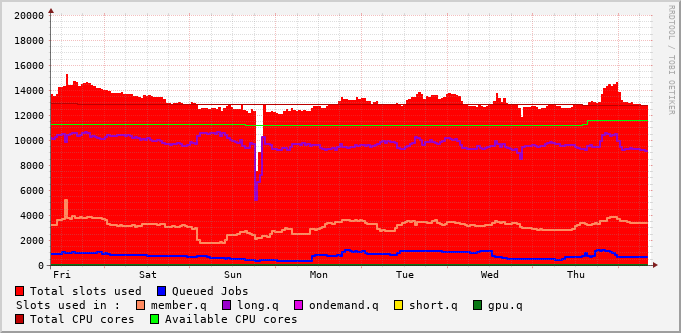 20000
18000
16000
14000
12000
10000
8000
6000
4000
2000
0
Fri Sat Sun Mon Tue Wed Thu
RRDTOOL / TOBI OETIKER
Total slots used Queued Jobs
Slots used in : member.q long.q ondemand.q short.q gpu.q
Total CPU cores Available CPU cores